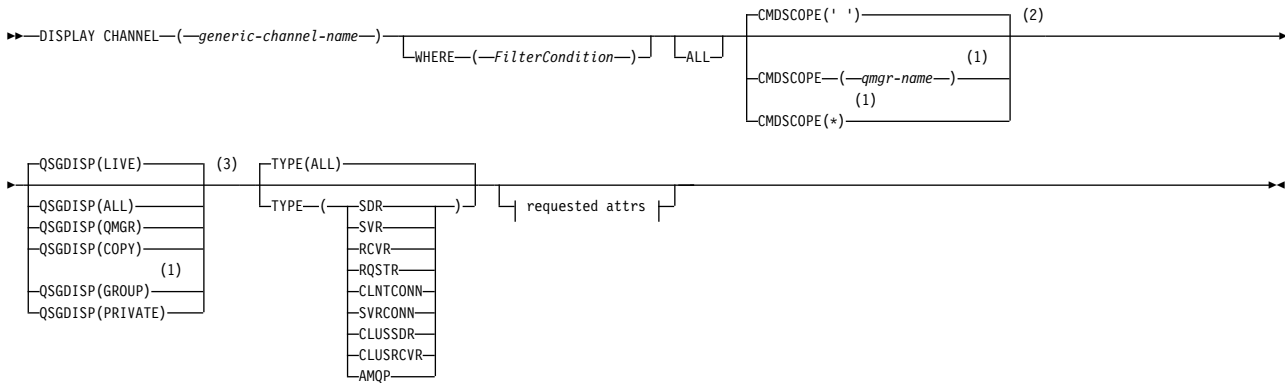 DISPLAY CHANNEL ( generic-channel-name )
WHERE ( FilterCondition )
ALL
CMDSCOPE(' ') (2)
(1)
CMDSCOPE ( qmgr-name )
(1)
CMDSCOPE(*)
QSGDISP(LIVE) (3)
QSGDISP(ALL)
QSGDISP(QMGR)
QSGDISP(COPY)
(1)
QSGDISP(GROUP)
QSGDISP(PRIVATE)
TYPE(ALL)
TYPE ( SDR )
SVR
RCVR
RQSTR
CLNTCONN
SVRCONN
CLUSSDR
CLUSRCVR
AMQP
requested attrs